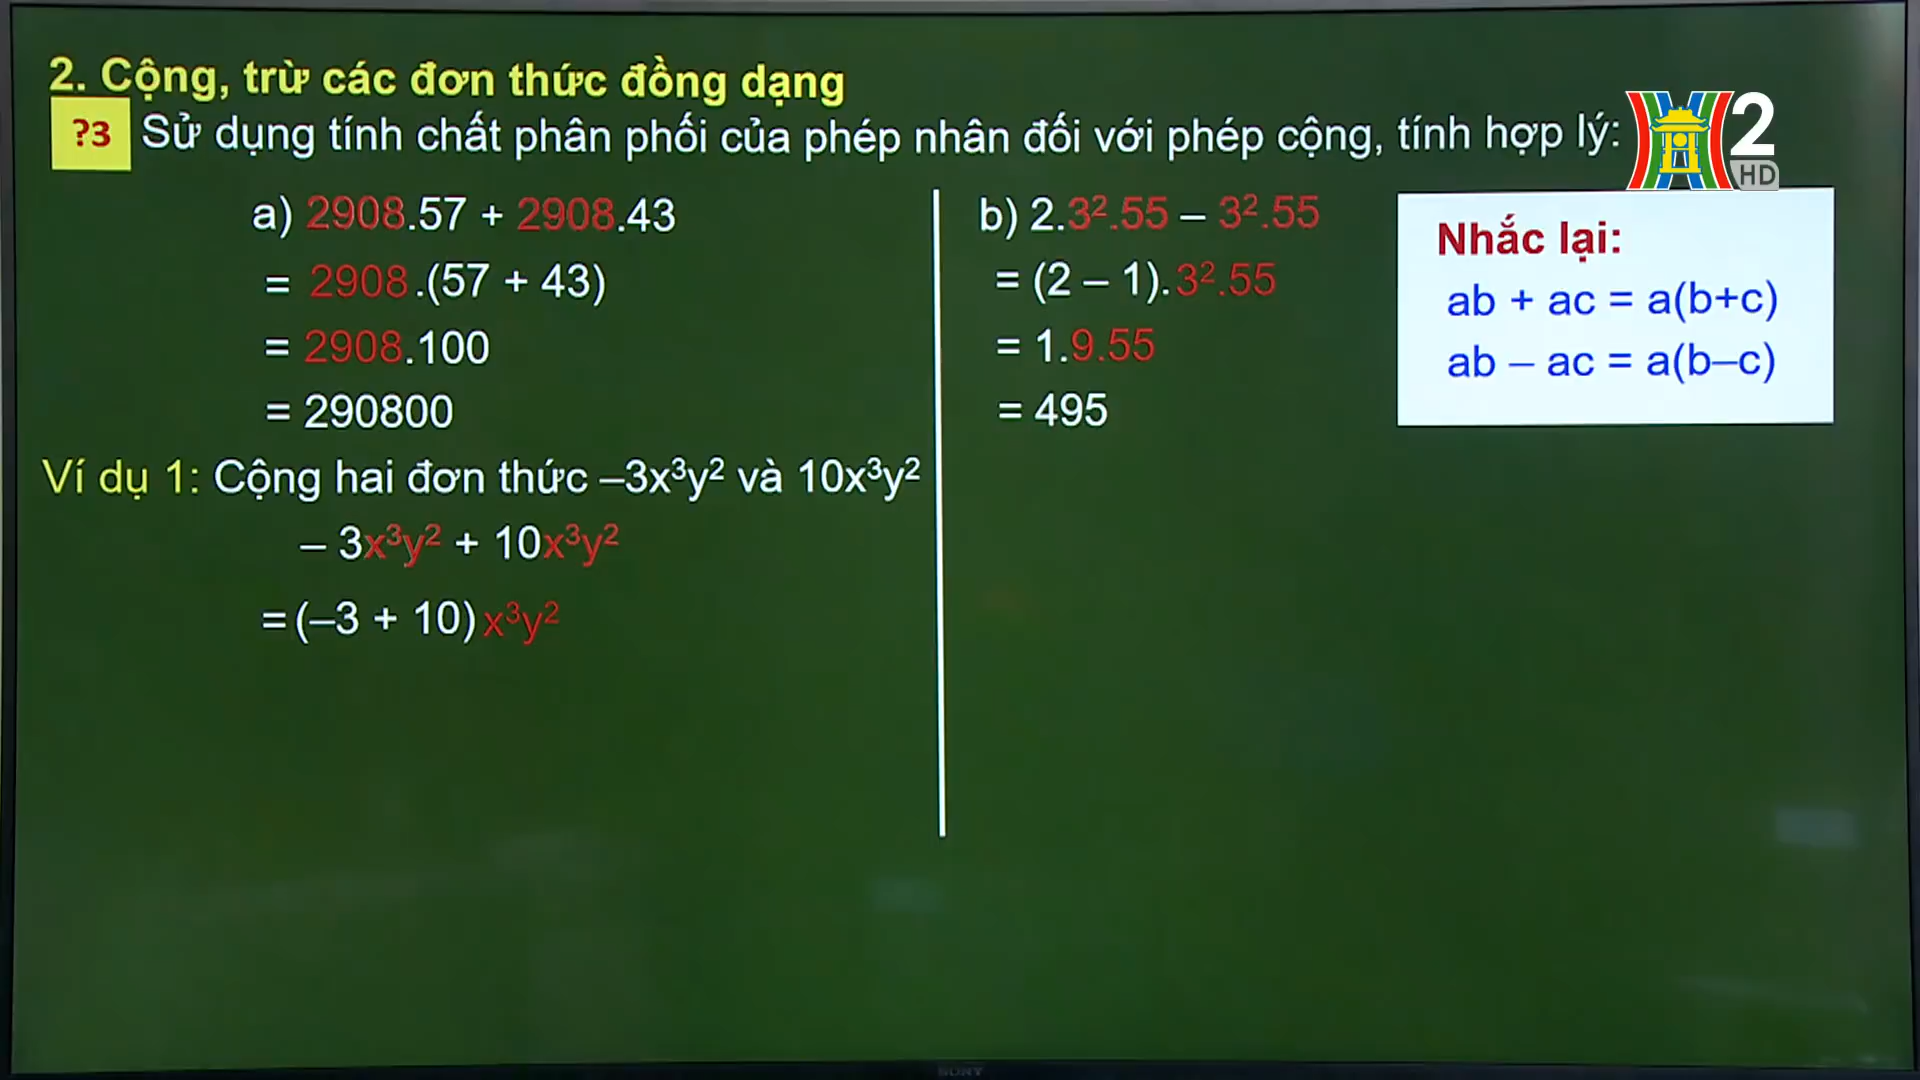 2. Cộng, trừ các đơn thức đồng dạng
?3 Sử dụng tính chất phân phối của phép nhân đối với phép cộng, tính hợp lý:
2
HD
a) 2908.57 + 2908.43
= 2908.(57 + 43)
= 2908.100
= 290800
b) 2.3².55 – 3².55
= (2 – 1).3².55
= 1.9.55
= 495
Nhắc lại:
ab + ac = a(b+c)
ab – ac = a(b–c)
Ví dụ 1: Cộng hai đơn thức –3x³y² và 10x³y²
– 3x³y² + 10x³y²
= (–3 + 10) x³y²
SONY